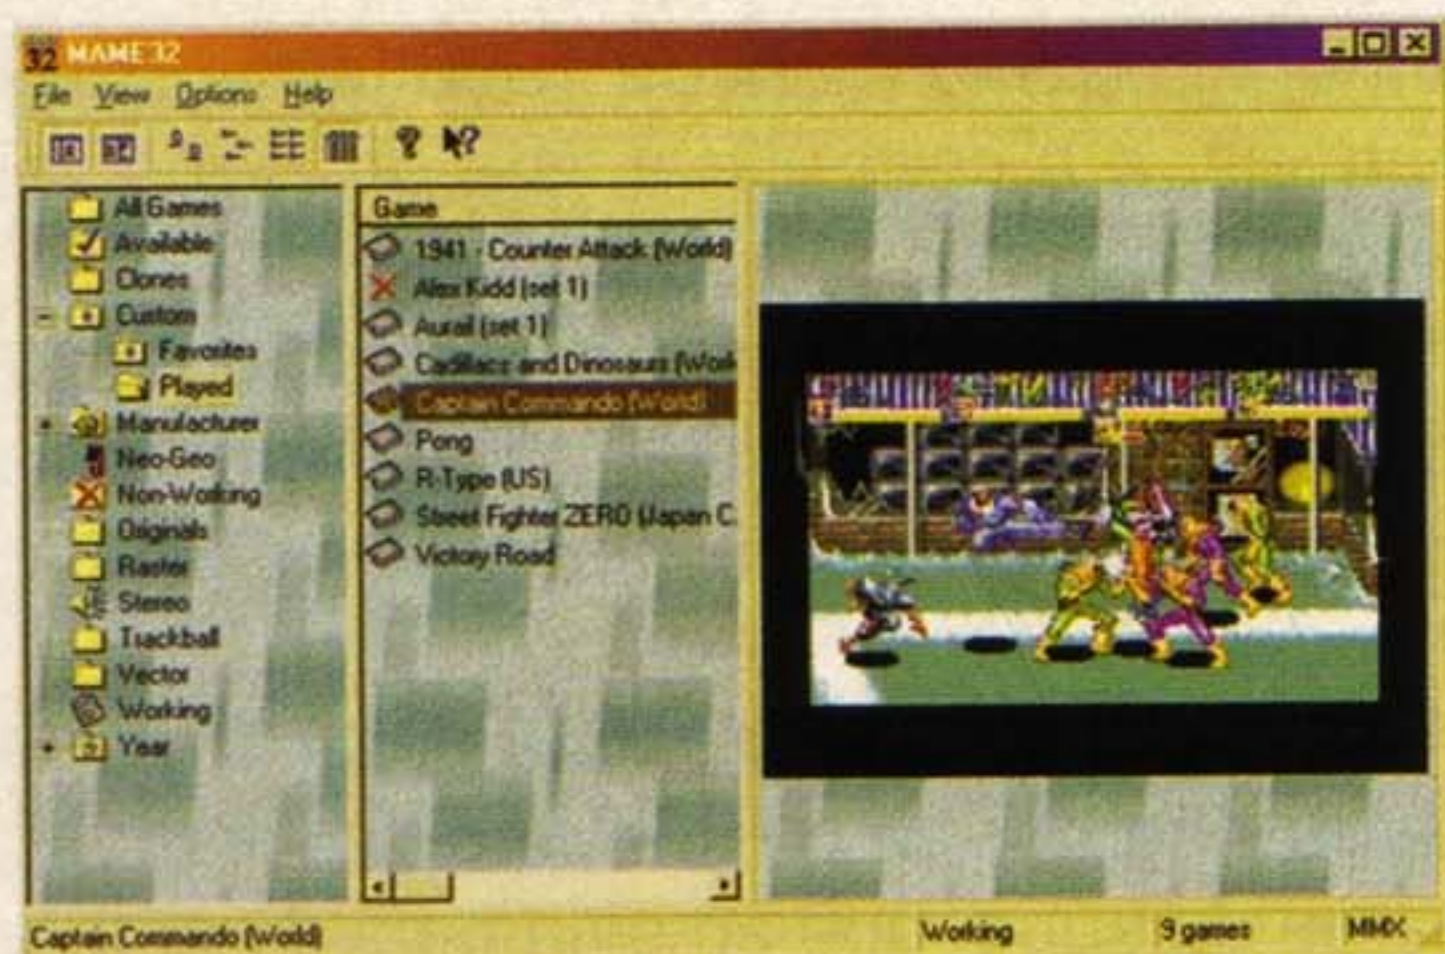 32 MAME32
File View Options Help
All Games
Available
Clones
Custom
Favorites
Played
Manufacturer
Neo-Geo
Non-Working
Originals
Raster
Stereo
Trackball
Vector
Working
Year
Game
1941 - Counter Attack (World)
Alex Kidd (set 1)
Aurail (set 1)
Cadillacs and Dinosaurs (Worl
Captain Commando (World)
Pong
R-Type (US)
Street Fighter ZERO (Japan C
Victory Road
Captain Commando (World)
Working
9 games
MMX